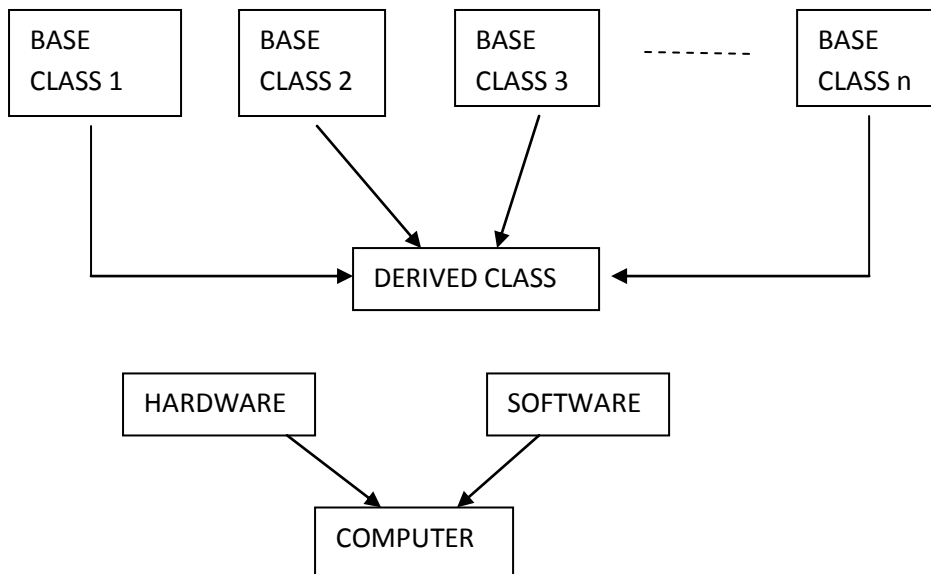 BASE
CLASS 1
BASE
CLASS 2
BASE
CLASS 3
BASE
CLASS n
DERIVED CLASS
HARDWARE
SOFTWARE
COMPUTER